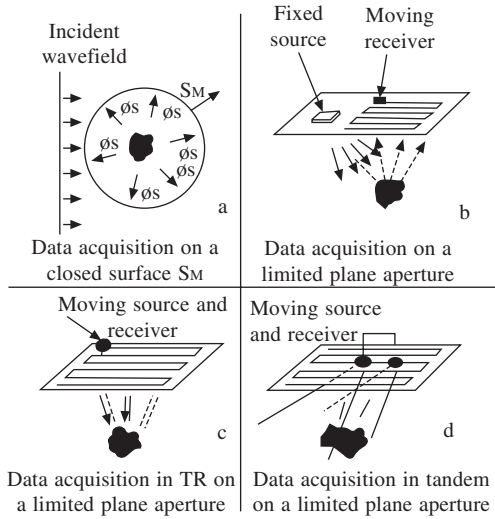 Incident
wavefield
SM
øs
øs
øs
øs
øs
øs
øs
a
Data acquisition on a
closed surface SM
Fixed
source
Moving
receiver
b
Data acquisition on a
limited plane aperture
Moving source and
receiver
c
Data acquisition in TR on
a limited plane aperture
Moving source
and receiver
d
Data acquisition in tandem
on a limited plane aperture